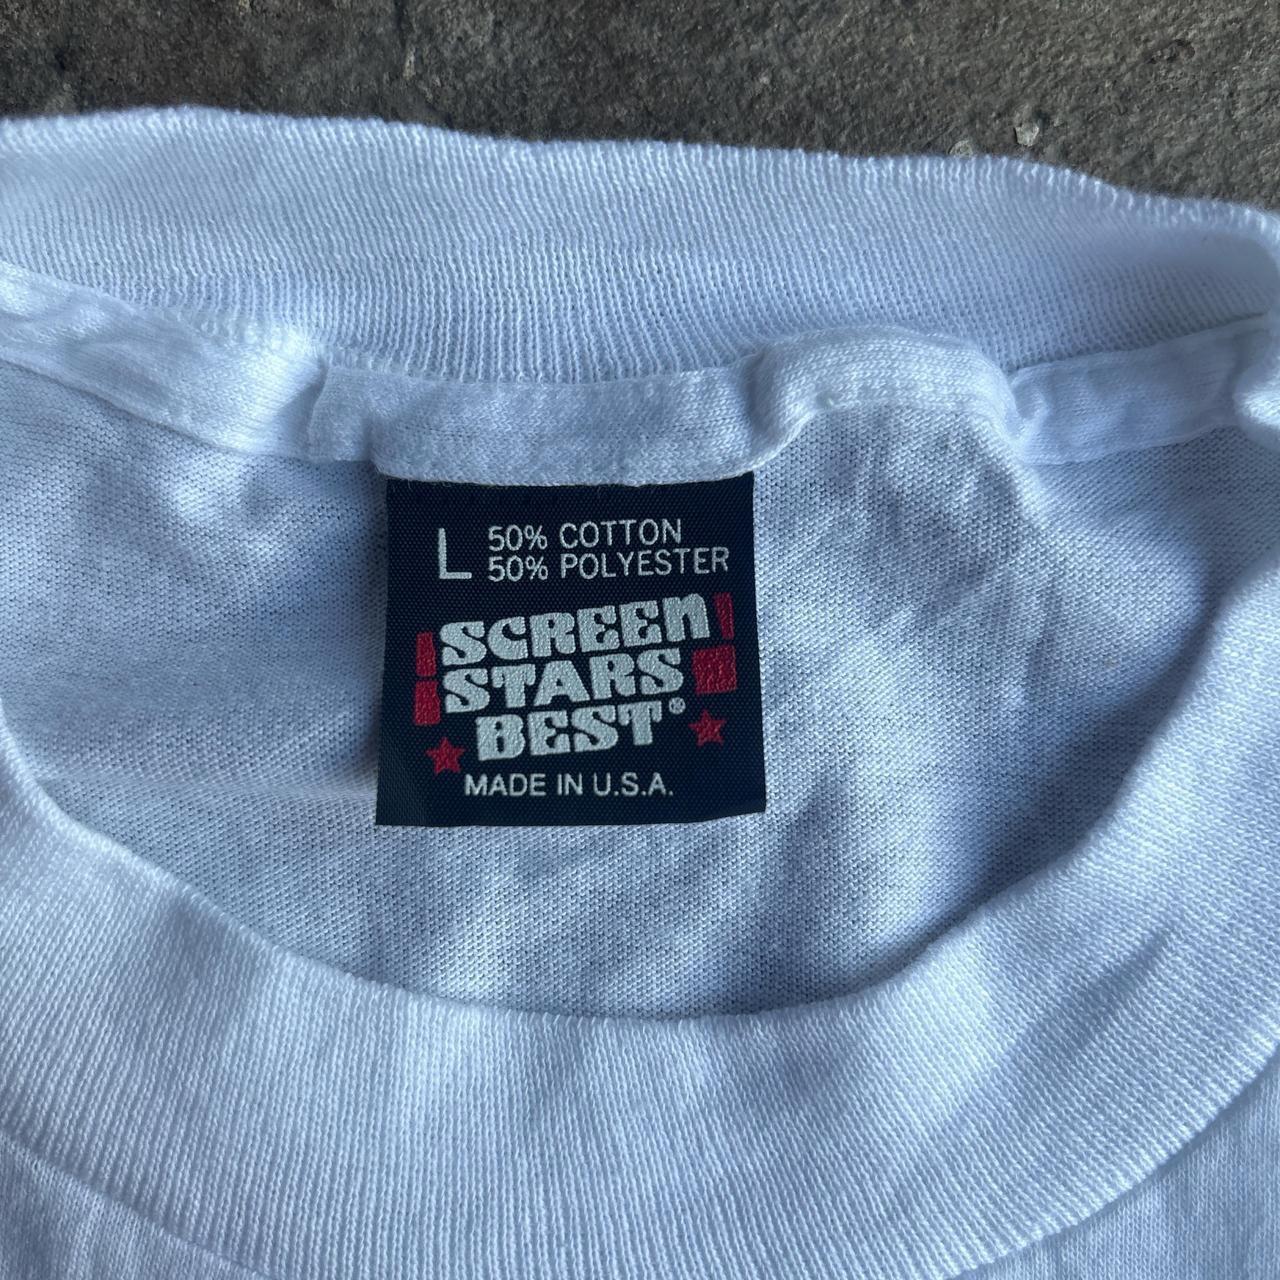 L 50% COTTON
50% POLYESTER
SCREEN
STARS
BEST®
MADE IN U.S.A.